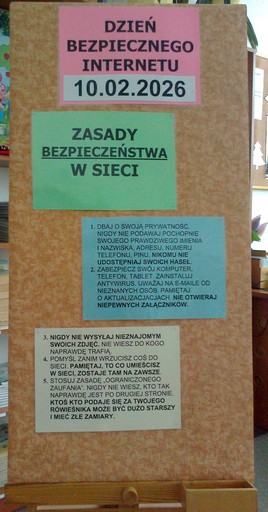 DZIEŃ
BEZPIECZNEGO
INTERNETU
10.02.2026
ZASADY
BEZPIECZEŃSTWA
W SIECI
1. DBAJ O SWOJĄ PRYWATNOŚĆ.
NIGDY NIE PODAWAJ POCHOPNIE
SWOJEGO PRAWDZIWEGO IMIENIA
I NAZWISKA, ADRESU, NUMERU
TELEFONU, PINU. NIKOMU NIE
UDOSTĘPNIAJ SWOICH HASEŁ.
2. ZABEZPIECZ SWÓJ KOMPUTER,
TELEFON, TABLET. ZAINSTALUJ
ANTYWIRUS. UWAŻAJ NA E-MAILE OD
NIEZNANYCH OSÓB. PAMIĘTAJ
O AKTUALIZACJACJACH. NIE OTWIERAJ
NIEPEWNYCH ZAŁĄCZNIKÓW.
3. NIGDY NIE WYSYŁAJ NIEZNAJOMYM
SWOICH ZDJĘĆ. NIE WIESZ DO KOGO
NAPRAWDĘ TRAFIĄ.
4. POMYŚL ZANIM WRZUCISZ COŚ DO
SIECI. PAMIĘTAJ, TO CO UMIEŚCISZ
W SIECI, ZOSTAJE TAM NA ZAWSZE.
5. STOSUJ ZASADĘ „OGRANICZONEGO
ZAUFANIA". NIGDY NIE WIESZ, KTO TAK
NAPRAWDĘ JEST PO DRUGIEJ STRONIE.
KTOŚ KTO PODAJE SIĘ ZA TWOJEGO
RÓWIEŚNIKA MOŻE BYĆ DUŻO STARSZY
I MIEĆ ZŁE ZAMIARY.